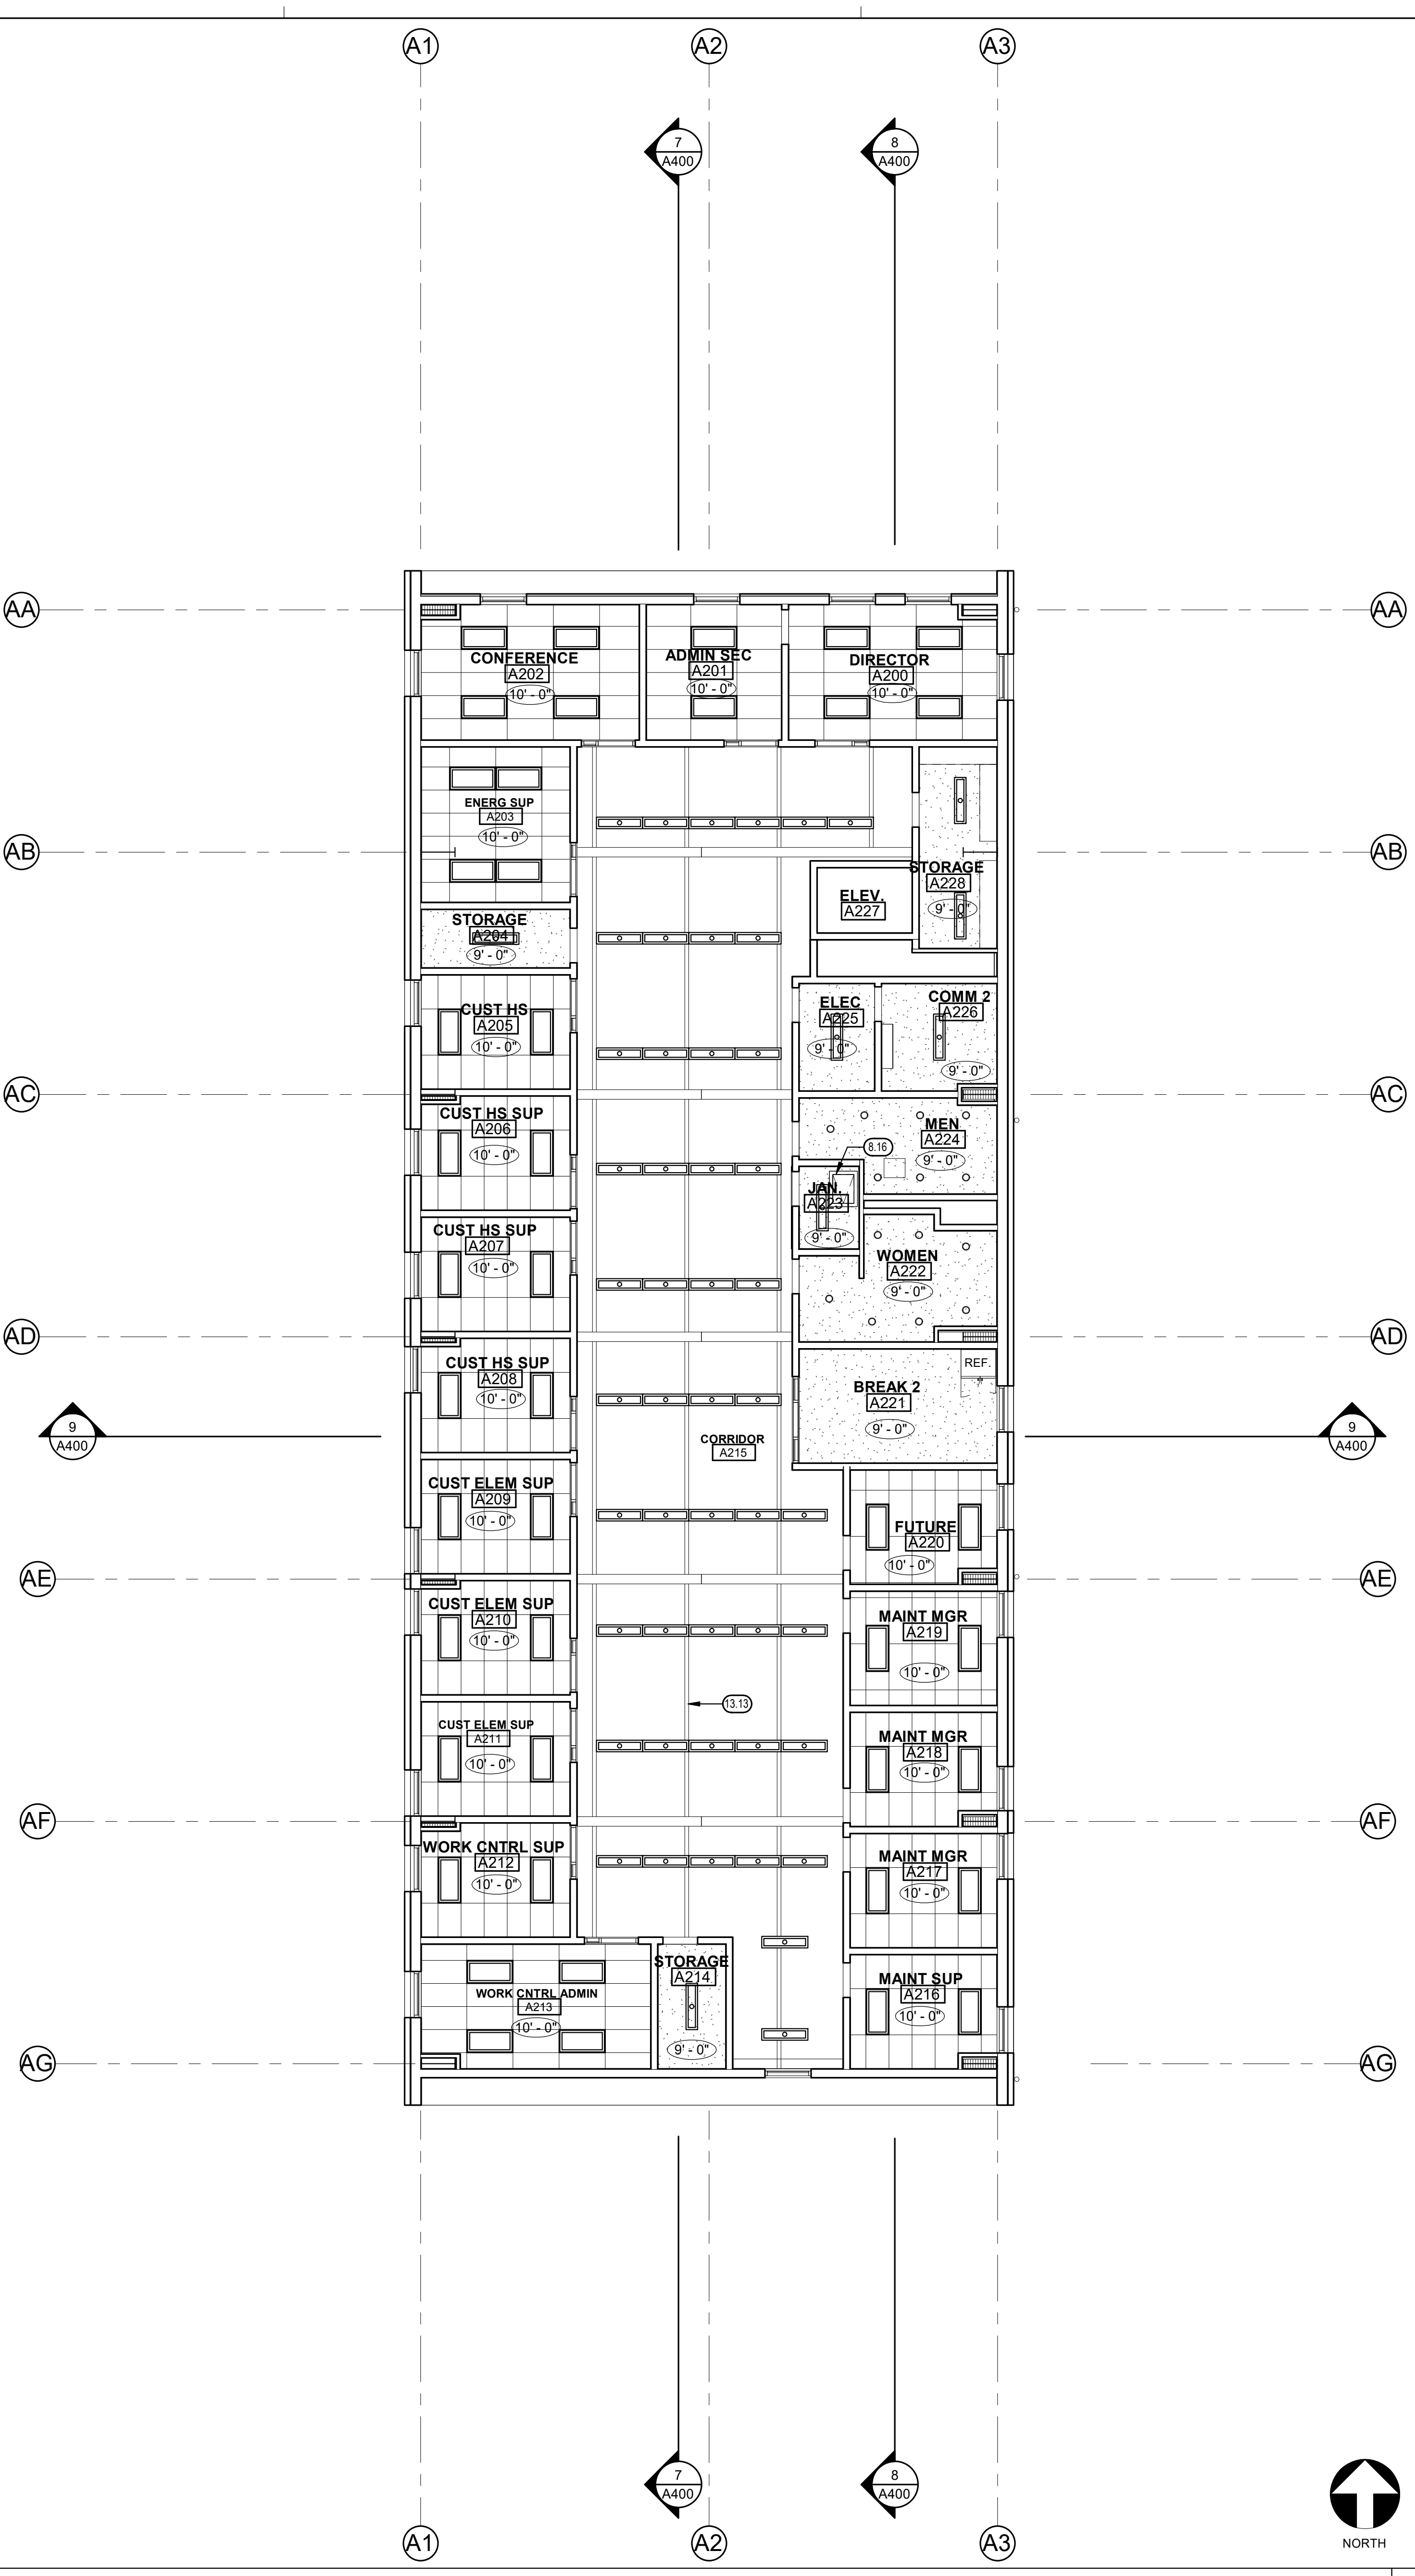 A1 A2 A3
7
A400
8
A400
AA AA
CONFERENCE
A202
10' - 0"
ADMIN SEC
A201
10' - 0"
DIRECTOR
A200
10' - 0"
ENERG SUP
A203
10' - 0"
AB AB
STORAGE
A228
9' - 0"
ELEV.
A227
STORAGE
A204
9' - 0"
CUST HS
A205
10' - 0"
ELEC
A225
9' - 0"
COMM 2
A226
9' - 0"
AC AC
CUST HS SUP
A206
10' - 0"
MEN
A224
9' - 0"
8.16
JAN.
A223
9' - 0"
CUST HS SUP
A207
10' - 0"
WOMEN
A222
9' - 0"
AD AD
CUST HS SUP
A208
10' - 0"
REF.
BREAK 2
A221
9' - 0"
9
A400
9
A400
CORRIDOR
A215
CUST ELEM SUP
A209
10' - 0"
FUTURE
A220
10' - 0"
AE AE
CUST ELEM SUP
A210
10' - 0"
MAINT MGR
A219
10' - 0"
13.13
CUST ELEM SUP
A211
10' - 0"
MAINT MGR
A218
10' - 0"
AF AF
WORK CNTRL SUP
A212
10' - 0"
MAINT MGR
A217
10' - 0"
WORK CNTRL ADMIN
A213
10' - 0"
STORAGE
A214
9' - 0"
MAINT SUP
A216
10' - 0"
AG AG
7
A400
8
A400
A1 A2 A3
NORTH